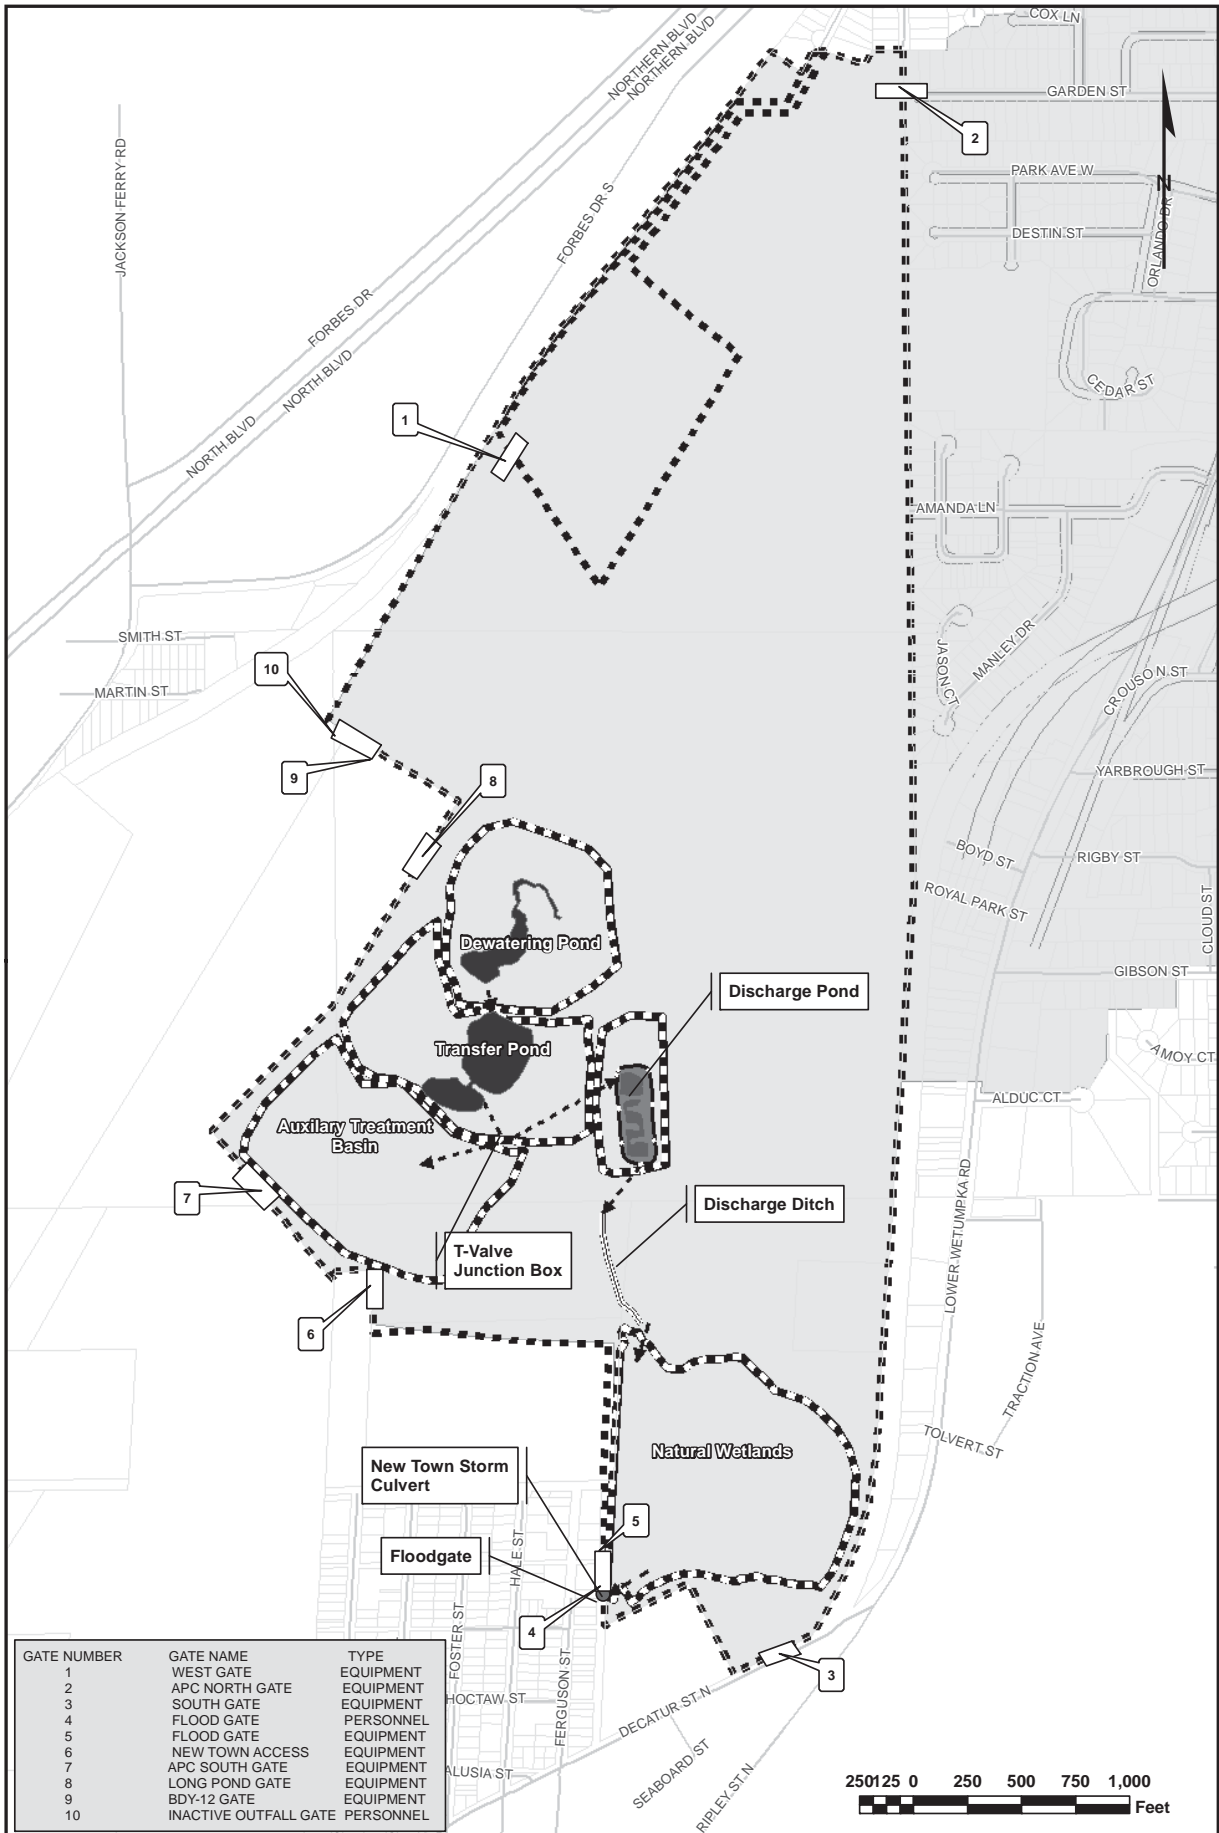 COX LN
NORTHERN BLVD
NORTHERN BLVD
GARDEN ST
2
PARK AVE W
N
JACKSON FERRY RD
FORBES DR S
DESTIN ST
ORLANDO DR
FORBES DR
NORTH BLVD
CEDAR ST
1
NORTH BLVD
AMANDA LN
SMITH ST
JASON CT
MANLEY DR
10
MARTIN ST
CROUSON ST
9
8
YARBROUGH ST
BOYD ST
RIGBY ST
ROYAL PARK ST
CLOUD ST
Dewatering Pond
GIBSON ST
Discharge Pond
Transfer Pond
AMOY CT
ALDUC CT
Auxilary Treatment
Basin
7
Discharge Ditch
LOWER WETUMPKA RD
T-Valve
Junction Box
6
TRACTION AVE
TOLVERT ST
Natural Wetlands
New Town Storm
Culvert
5
HALE ST
Floodgate
4
FOSTER ST
FERGUSON ST
3
HOCTAW ST
DECATUR ST N
ALUSIA ST
SEABOARD ST
RIPLEY ST N
GATE NUMBER GATE NAME TYPE
1 WEST GATE EQUIPMENT
2 APC NORTH GATE EQUIPMENT
3 SOUTH GATE EQUIPMENT
4 FLOOD GATE PERSONNEL
5 FLOOD GATE EQUIPMENT
6 NEW TOWN ACCESS EQUIPMENT
7 APC SOUTH GATE EQUIPMENT
8 LONG POND GATE EQUIPMENT
9 BDY-12 GATE EQUIPMENT
10 INACTIVE OUTFALL GATE PERSONNEL
250 125 0 250 500 750 1,000
Feet